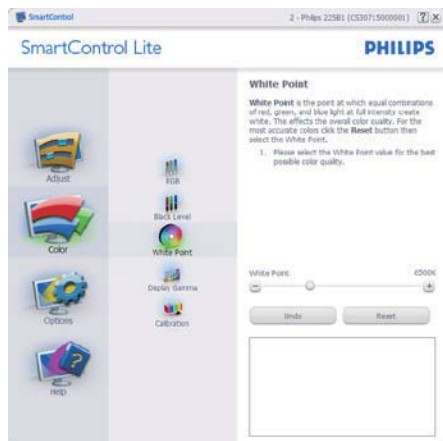 SmartControl
2 - Philips 225B1 (CS30715000001)
SmartControl Lite
PHILIPS
Adjust
Color
Options
Help
RGB
Black Level
White Point
Display Gamma
Calibration
White Point
White Point is the point at which equal combinations
of red, green, and blue light at full intensity create
white. The effects the overall color quality. For the
most accurate colors click the Reset button then
select the White Point.
1. Please select the White Point value for the best
possible color quality.
White Point
6500K
Undo
Reset